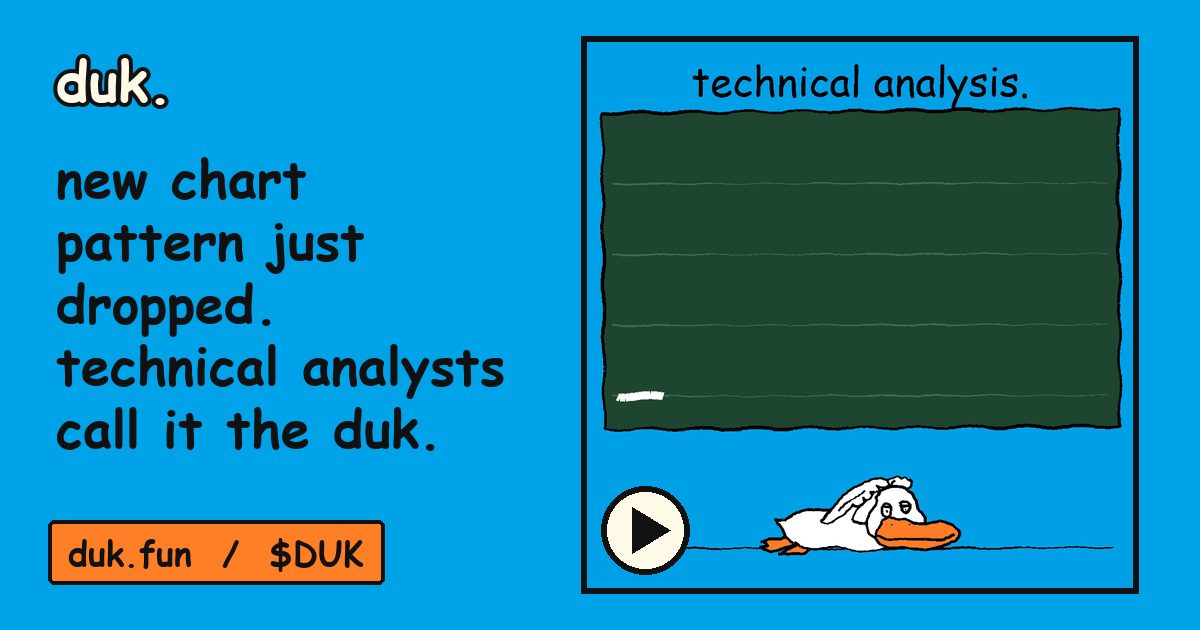 duk.
new chart
pattern just
dropped.
technical analysts
call it the duk.
duk.fun / $DUK
technical analysis.